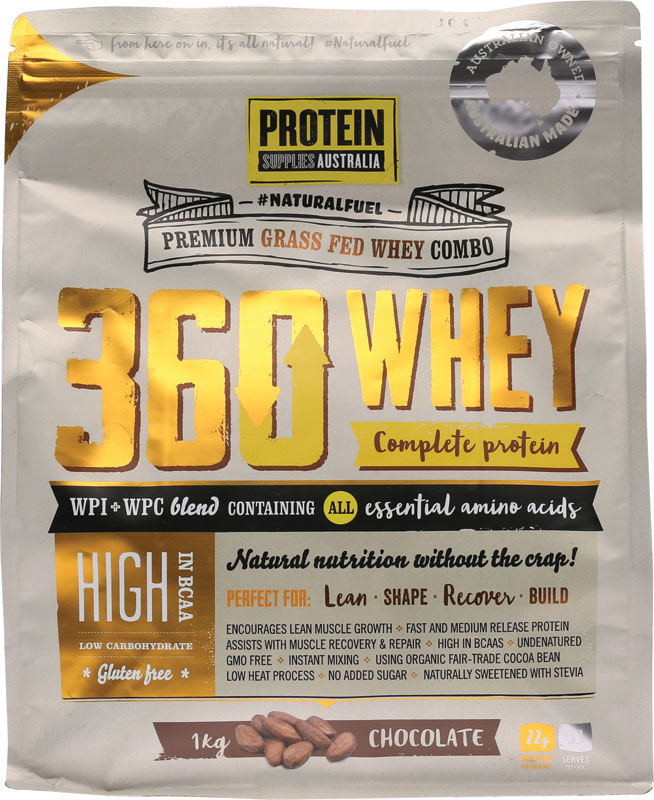 from here on in, it's all natural! #Naturalfuel
AUSTRALIAN OWNED
AUSTRALIAN MADE
PROTEIN
SUPPLIES AUSTRALIA
#NATURALFUEL
PREMIUM GRASS FED WHEY COMBO
360 WHEY
Complete protein
WPI + WPC blend CONTAINING ALL essential amino acids
HIGH IN BCAA
LOW CARBOHYDRATE
* Gluten free *
Natural nutrition without the crap!
PERFECT FOR: Lean · SHAPE · Recover · BUILD
ENCOURAGES LEAN MUSCLE GROWTH ❖ FAST AND MEDIUM RELEASE PROTEIN
ASSISTS WITH MUSCLE RECOVERY & REPAIR ❖ HIGH IN BCAAS ❖ UNDENATURED
GMO FREE ❖ INSTANT MIXING ❖ USING ORGANIC FAIR-TRADE COCOA BEAN
LOW HEAT PROCESS ❖ NO ADDED SUGAR ❖ NATURALLY SWEETENED WITH STEVIA
1kg CHOCOLATE
22g
SERVES